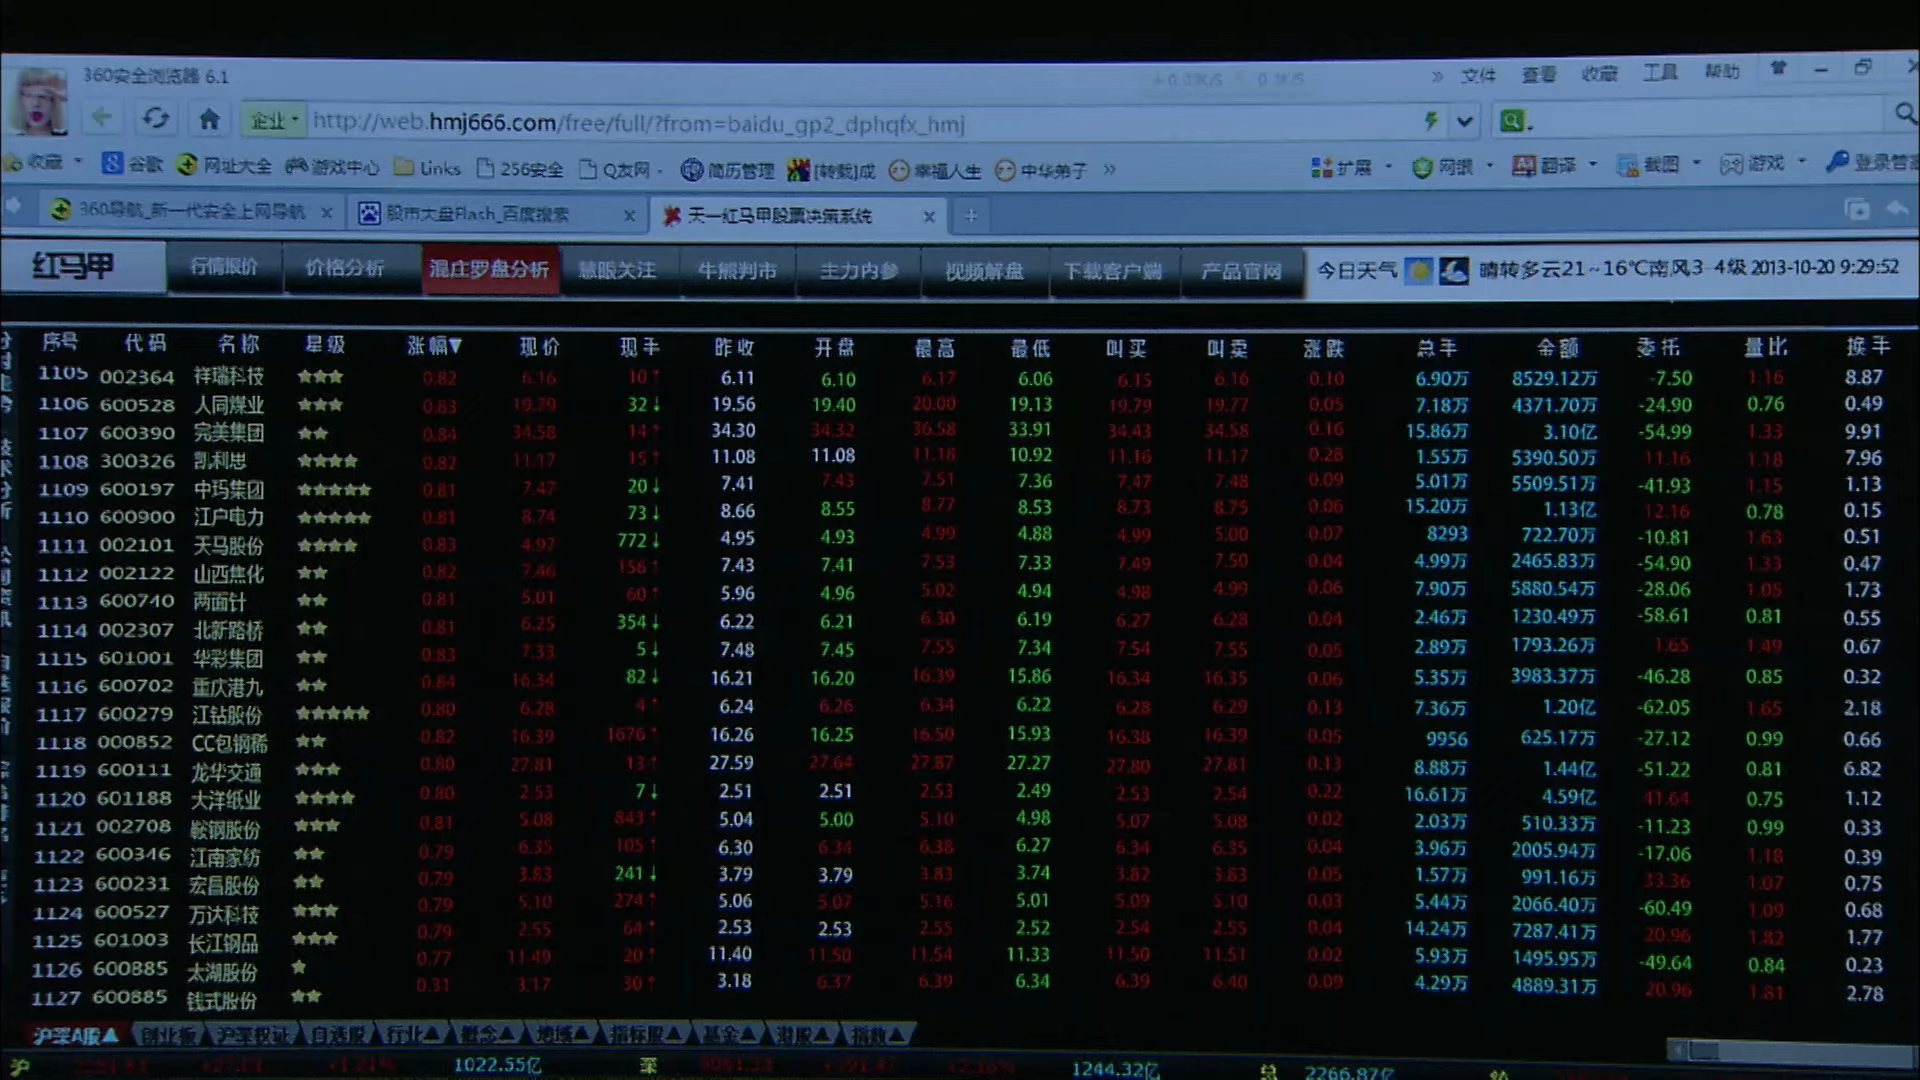 360安全浏览器 6.1
文件 查看 收藏 工具 帮助
企业 http://web.hmj666.com/free/full/?from=baidu_gp2_dphqfx_hmj
收藏 谷歌 网址大全 游戏中心 Links 256安全 Q友网 简历管理 [转载]成 幸福人生 中华弟子 » 扩展 网银 翻译 截图 游戏 登录管家
360导航_新一代安全上网导航 股市大盘Flash_百度搜索 天一红马甲股票决策系统
红马甲 行情报价 价格分析 混庄罗盘分析 慧眼关注 牛熊判市 主力内参 视频解盘 下载客户端 产品官网 今日天气 晴转多云21~16℃南风3-4级 2013-10-20 9:29:52
序号 代码 名称 星级 涨幅▼ 现价 现手 昨收 开盘 最高 最低 叫买 叫卖 涨跌 总手 金额 委托 量比 换手
1105 002364 祥瑞科技 ★★★ 0.82 6.16 10↑ 6.11 6.10 6.17 6.06 6.15 6.16 0.10 6.90万 8529.12万 -7.50 1.16 8.87
1106 600528 人同煤业 ★★★ 0.83 19.79 32↓ 19.56 19.40 20.00 19.13 19.79 19.77 0.05 7.18万 4371.70万 -24.90 0.76 0.49
1107 600390 完美集团 ★★ 0.84 34.58 14↑ 34.30 34.32 36.58 33.91 34.43 34.58 0.16 15.86万 3.10亿 -54.99 1.33 9.91
1108 300326 凯利思 ★★★★ 0.82 11.17 15↑ 11.08 11.08 11.18 10.92 11.16 11.17 0.28 1.55万 5390.50万 11.16 1.18 7.96
1109 600197 中玛集团 ★★★★★ 0.81 7.47 20↓ 7.41 7.43 7.51 7.36 7.47 7.48 0.09 5.01万 5509.51万 -41.93 1.15 1.13
1110 600900 江户电力 ★★★★★ 0.81 8.74 73↓ 8.66 8.55 8.77 8.53 8.73 8.75 0.06 15.20万 1.13亿 12.16 0.78 0.15
1111 002101 天马股份 ★★★★ 0.83 4.97 772↓ 4.95 4.93 4.99 4.88 4.99 5.00 0.07 8293 722.70万 -10.81 1.63 0.51
1112 002122 山西焦化 ★★ 0.82 7.46 156↑ 7.43 7.41 7.53 7.33 7.49 7.50 0.04 4.99万 2465.83万 -54.90 1.33 0.47
1113 600740 两面针 ★★ 0.81 5.01 60↑ 5.96 4.96 5.02 4.94 4.98 4.99 0.06 7.90万 5880.54万 -28.06 1.05 1.73
1114 002307 北新路桥 ★★ 0.81 6.25 354↓ 6.22 6.21 6.30 6.19 6.27 6.28 0.04 2.46万 1230.49万 -58.61 0.81 0.55
1115 601001 华彩集团 ★★ 0.83 7.33 5↓ 7.48 7.45 7.55 7.34 7.54 7.55 0.05 2.89万 1793.26万 1.65 1.49 0.67
1116 600702 重庆港九 ★★ 0.84 16.34 82↓ 16.21 16.20 16.39 15.86 16.34 16.35 0.06 5.35万 3983.37万 -46.28 0.85 0.32
1117 600279 江钻股份 ★★★★★ 0.80 6.28 4↑ 6.24 6.26 6.34 6.22 6.28 6.29 0.13 7.36万 1.20亿 -62.05 1.65 2.18
1118 000852 CC包钢稀 ★★ 0.82 16.39 1676↑ 16.26 16.25 16.50 15.93 16.38 16.39 0.05 9956 625.17万 -27.12 0.99 0.66
1119 600111 龙华交通 ★★★ 0.80 27.81 13↑ 27.59 27.64 27.87 27.27 27.80 27.81 0.13 8.88万 1.44亿 -51.22 0.81 6.82
1120 601188 大洋纸业 ★★★★ 0.80 2.53 7↓ 2.51 2.51 2.53 2.49 2.53 2.54 0.22 16.61万 4.59亿 41.64 0.75 1.12
1121 002708 鞍钢股份 ★★★ 0.81 5.08 843↑ 5.04 5.00 5.10 4.98 5.07 5.08 0.02 2.03万 510.33万 -11.23 0.99 0.33
1122 600346 江南家纺 ★★ 0.79 6.35 105↑ 6.30 6.34 6.38 6.27 6.34 6.35 0.04 3.96万 2005.94万 -17.06 1.18 0.39
1123 600231 宏昌股份 ★★ 0.79 3.83 241↓ 3.79 3.79 3.83 3.74 3.82 3.83 0.05 1.57万 991.16万 33.36 1.07 0.75
1124 600527 万达科技 ★★★ 0.79 5.10 274↑ 5.06 5.07 5.16 5.01 5.09 5.10 0.03 5.44万 2066.40万 -60.49 1.09 0.68
1125 601003 长江钢品 ★★★ 0.79 2.55 64↑ 2.53 2.53 2.55 2.52 2.54 2.55 0.04 14.24万 7287.41万 20.96 1.82 1.77
1126 600885 太湖股份 ★ 0.77 11.49 20↑ 11.40 11.50 11.54 11.33 11.50 11.51 0.02 5.93万 1495.95万 -49.64 0.84 0.23
1127 600885 钱式股份 ★★ 0.31 3.17 30↑ 3.18 6.37 6.39 6.34 6.39 6.40 0.09 4.29万 4889.31万 20.96 1.81 2.78
沪深A股▲ 创业板 沪深权证 自选股 行业▲ 概念▲ 地域▲ 指标股▲ 基金▲ 港股▲ 指数▲
沪 1022.55亿 深 1244.32亿 总 2266.87亿